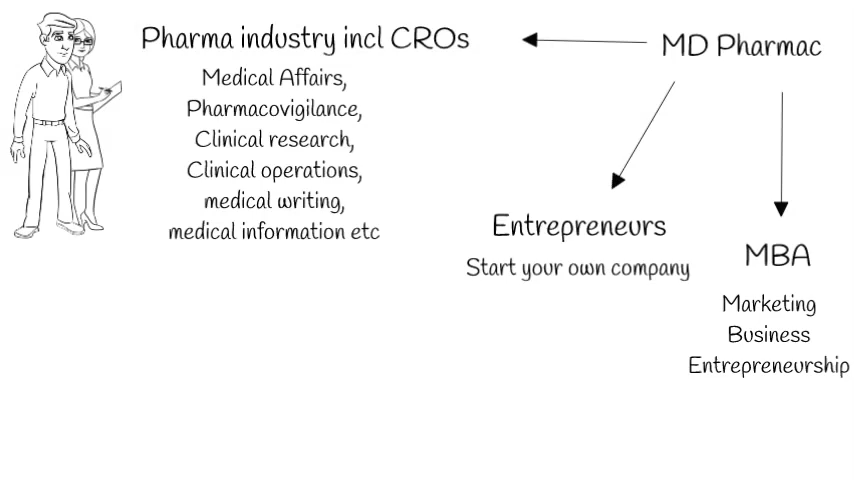 Pharma industry incl CROs
Medical Affairs,
Pharmacovigilance,
Clinical research,
Clinical operations,
medical writing,
medical information etc
MD Pharmac
Entrepreneurs
Start your own company
MBA
Marketing
Business
Entrepreneurship